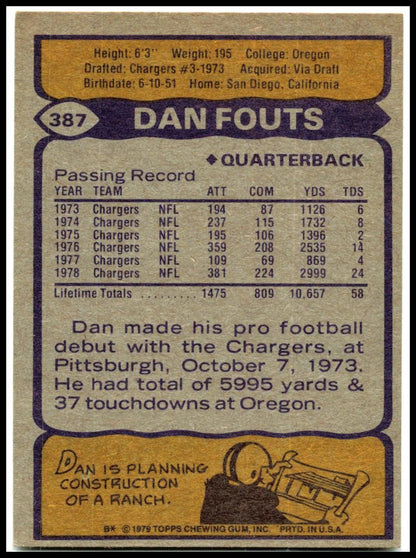 Height: 6'3" Weight: 195 College: Oregon
Drafted: Chargers #3-1973 Acquired: Via Draft
Birthdate: 6-10-51 Home: San Diego, California
387 DAN FOUTS
◆ QUARTERBACK
Passing Record
YEAR TEAM ATT COM YDS TDS
1973 Chargers NFL 194 87 1126 6
1974 Chargers NFL 237 115 1732 8
1975 Chargers NFL 195 106 1396 2
1976 Chargers NFL 359 208 2535 14
1977 Chargers NFL 109 69 869 4
1978 Chargers NFL 381 224 2999 24
Lifetime Totals ......... 1475 809 10,657 58
Dan made his pro football
debut with the Chargers, at
Pittsburgh, October 7, 1973.
He had total of 5995 yards &
37 touchdowns at Oregon.
DAN IS PLANNING
CONSTRUCTION
OF A RANCH.
B* © 1979 TOPPS CHEWING GUM, INC. PRTD. IN U.S.A.